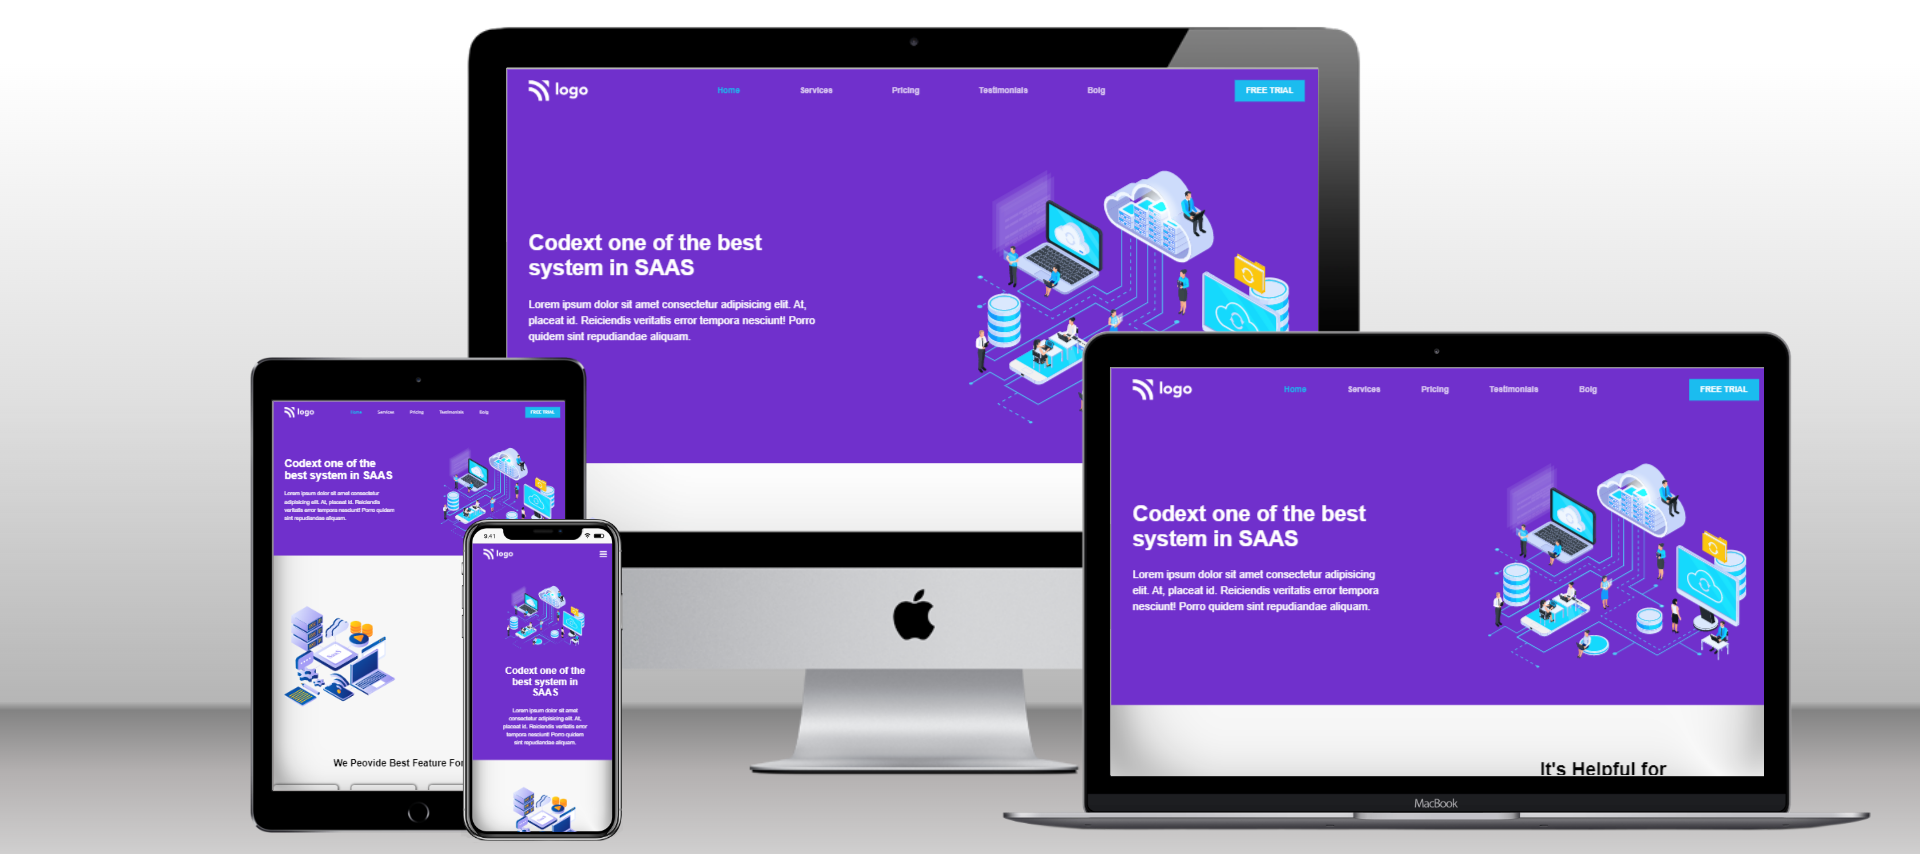 logo
Home Services Pricing Testimonials Bolg FREE TRIAL
Codext one of the best
system in SAAS
Lorem ipsum dolor sit amet consectetur adipisicing elit. At,
placeat id. Reiciendis veritatis error tempora nesciunt! Porro
quidem sint repudiandae aliquam.
logo
Home Services Pricing Testimonials Bolg FREE TRIAL
Codext one of the
best system in SAAS
Lorem ipsum dolor sit amet consectetur
adipisicing elit. At, placeat id. Reiciendis
veritatis error tempora nesciunt! Porro quidem
sint repudiandae aliquam.
We Peovide Best Feature For
9:41
logo
Codext one of the
best system in
SAAS
Lorem ipsum dolor sit amet
consectetur adipisicing elit. At,
placeat id. Reiciendis veritatis error
tempora nesciunt! Porro quidem
sint repudiandae aliquam.
logo
Home Services Pricing Testimonials Bolg FREE TRIAL
Codext one of the best
system in SAAS
Lorem ipsum dolor sit amet consectetur adipisicing
elit. At, placeat id. Reiciendis veritatis error tempora
nesciunt! Porro quidem sint repudiandae aliquam.
It's Helpful for
MacBook